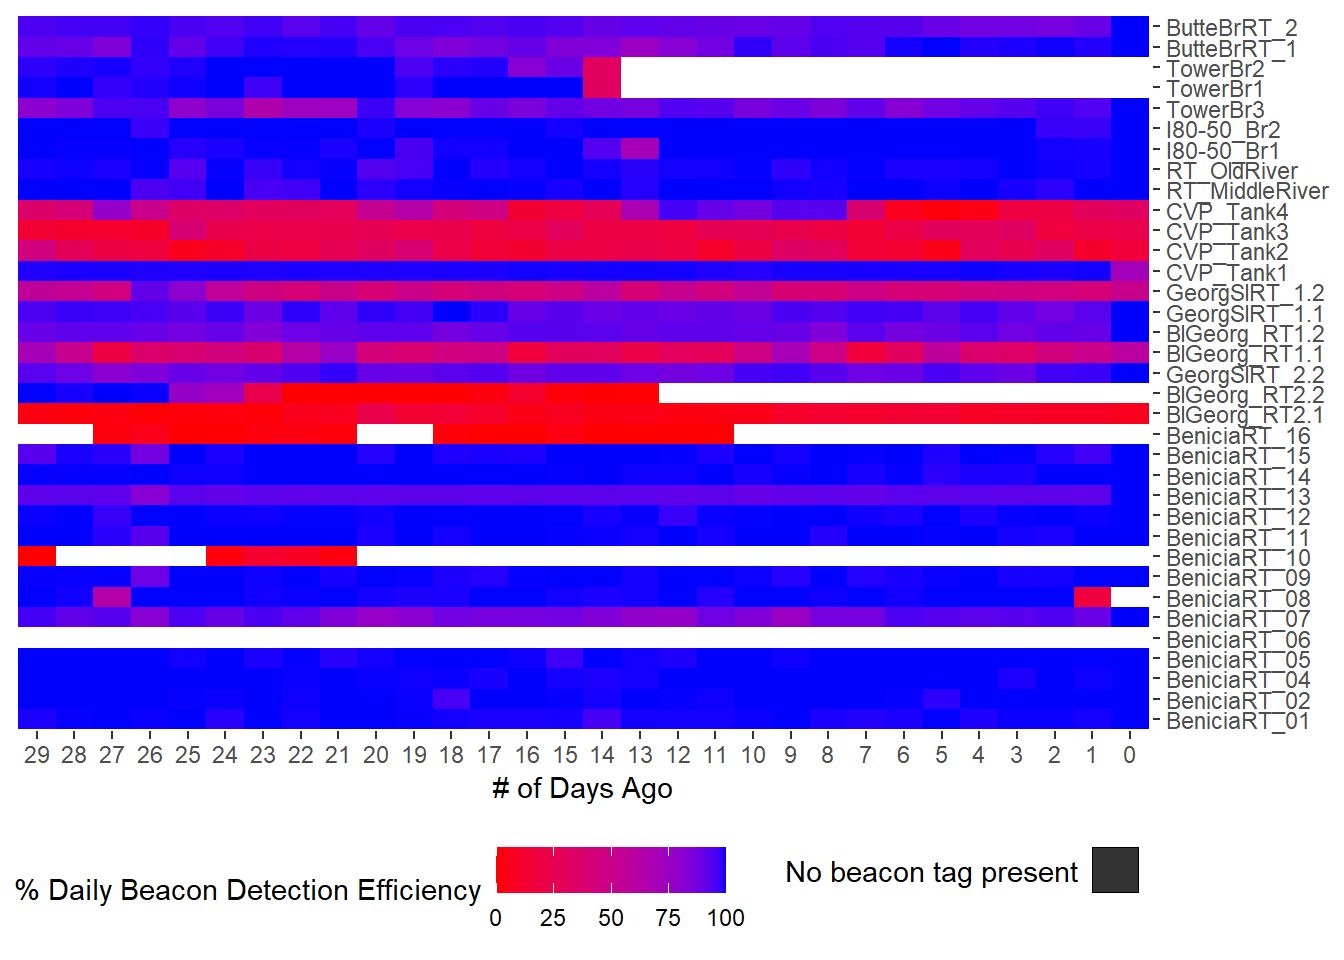 ButteBrRT_2
ButteBrRT_1
TowerBr2
TowerBr1
TowerBr3
I80-50_Br2
I80-50_Br1
RT_OldRiver
RT_MiddleRiver
CVP_Tank4
CVP_Tank3
CVP_Tank2
CVP_Tank1
GeorgSlRT_1.2
GeorgSlRT_1.1
BlGeorg_RT1.2
BlGeorg_RT1.1
GeorgSlRT_2.2
BlGeorg_RT2.2
BlGeorg_RT2.1
BeniciaRT_16
BeniciaRT_15
BeniciaRT_14
BeniciaRT_13
BeniciaRT_12
BeniciaRT_11
BeniciaRT_10
BeniciaRT_09
BeniciaRT_08
BeniciaRT_07
BeniciaRT_06
BeniciaRT_05
BeniciaRT_04
BeniciaRT_02
BeniciaRT_01
29 28 27 26 25 24 23 22 21 20 19 18 17 16 15 14 13 12 11 10 9 8 7 6 5 4 3 2 1 0
# of Days Ago
% Daily Beacon Detection Efficiency
0 25 50 75 100
No beacon tag present